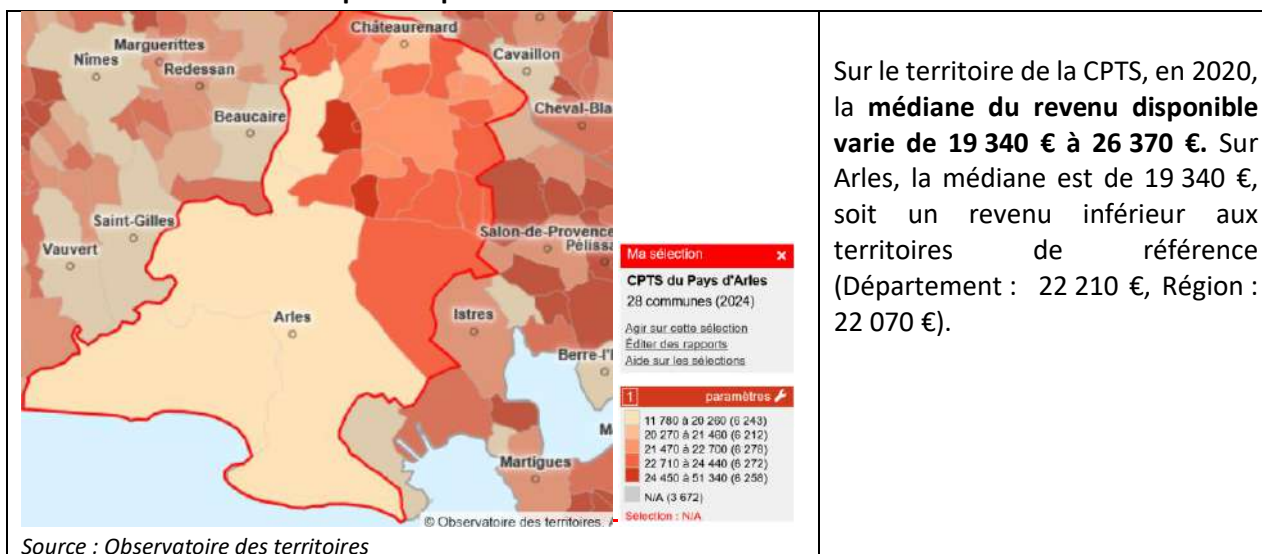 Châteaurenard
Marguerittes
Nîmes
Redessan
Cavaillon
Beaucaire
Cheval-Bla
Saint-Gilles
Vauvert
Salon-de-Provence
Pélissa
Arles
Istres
Berre-l'
Martigues
© Observatoire des territoires,
Ma sélection x
CPTS du Pays d'Arles
28 communes (2024)
Agir sur cette sélection
Éditer des rapports
Aide sur les sélections
1 paramètres
11 780 à 20 260 (6 243)
20 270 à 21 460 (6 212)
21 470 à 22 700 (6 278)
22 710 à 24 440 (6 272)
24 450 à 51 340 (6 258)
N/A (3 672)
Sélection : N/A
Source : Observatoire des territoires
Sur le territoire de la CPTS, en 2020,
la médiane du revenu disponible
varie de 19 340 € à 26 370 €. Sur
Arles, la médiane est de 19 340 €,
soit un revenu inférieur aux
territoires de référence
(Département : 22 210 €, Région :
22 070 €).